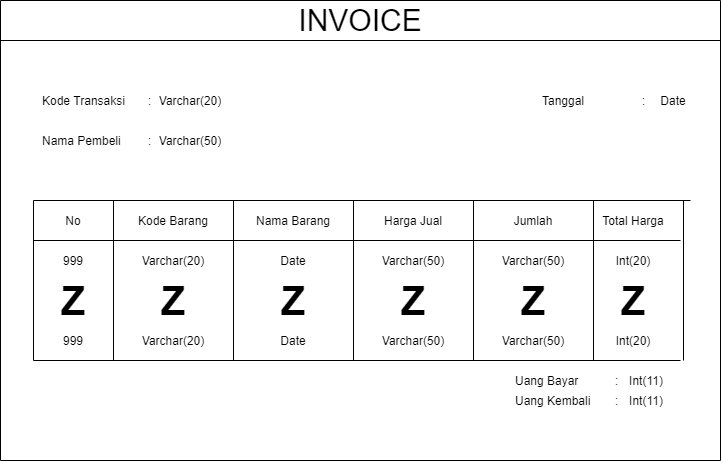 INVOICE
Kode Transaksi : Varchar(20) Tanggal : Date
Nama Pembeli : Varchar(50)
No Kode Barang Nama Barang Harga Jual Jumlah Total Harga
999 Varchar(20) Date Varchar(50) Varchar(50) Int(20)
Z Z Z Z Z Z
999 Varchar(20) Date Varchar(50) Varchar(50) Int(20)
Uang Bayar : Int(11)
Uang Kembali : Int(11)